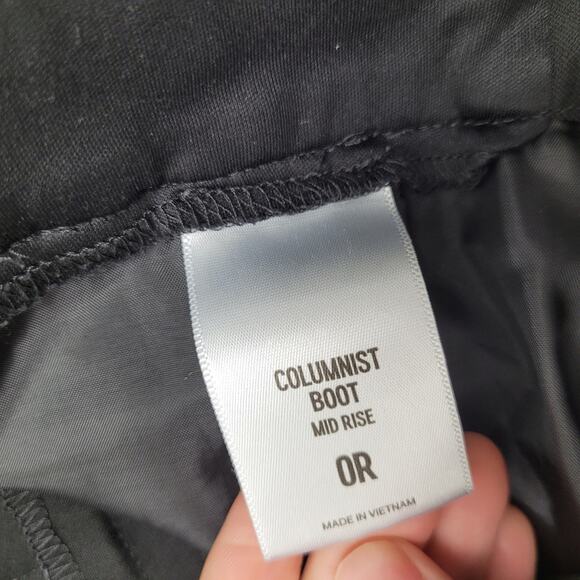 COLUMNIST
BOOT
MID RISE
0R
MADE IN VIETNAM